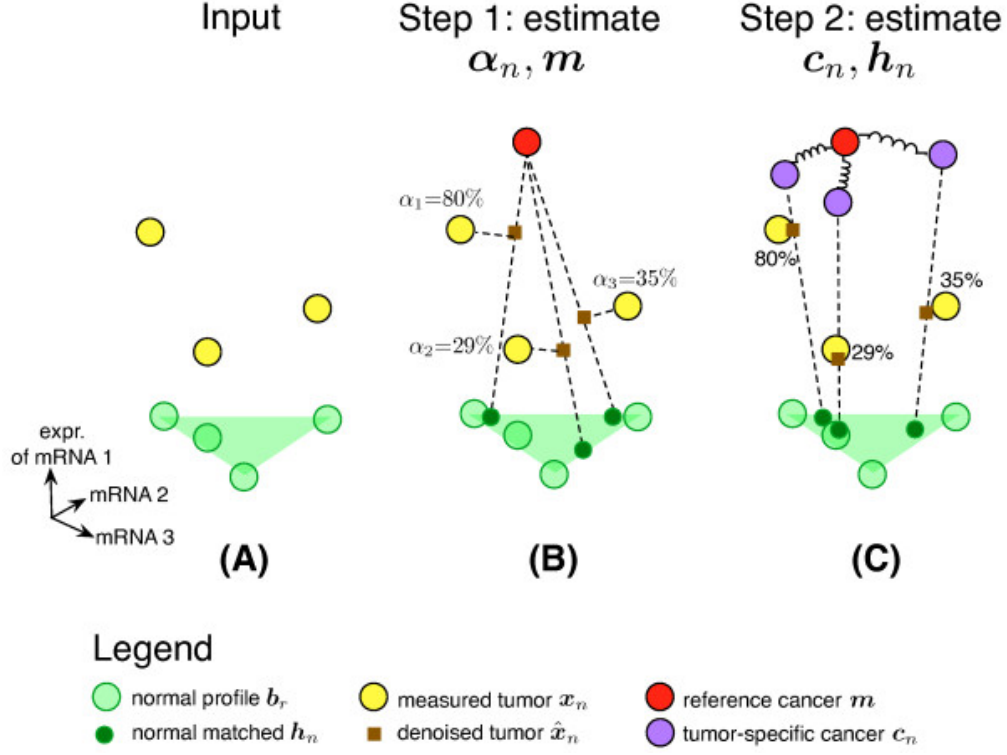 Input
Step 1: estimate
αₙ, m
Step 2: estimate
cₙ, hₙ
α₁=80%
α₃=35%
α₂=29%
80%
35%
29%
expr.
of mRNA 1
mRNA 2
mRNA 3
(A)
(B)
(C)
Legend
normal profile bᵣ
measured tumor xₙ
reference cancer m
normal matched hₙ
denoised tumor x̂ₙ
tumor-specific cancer cₙ